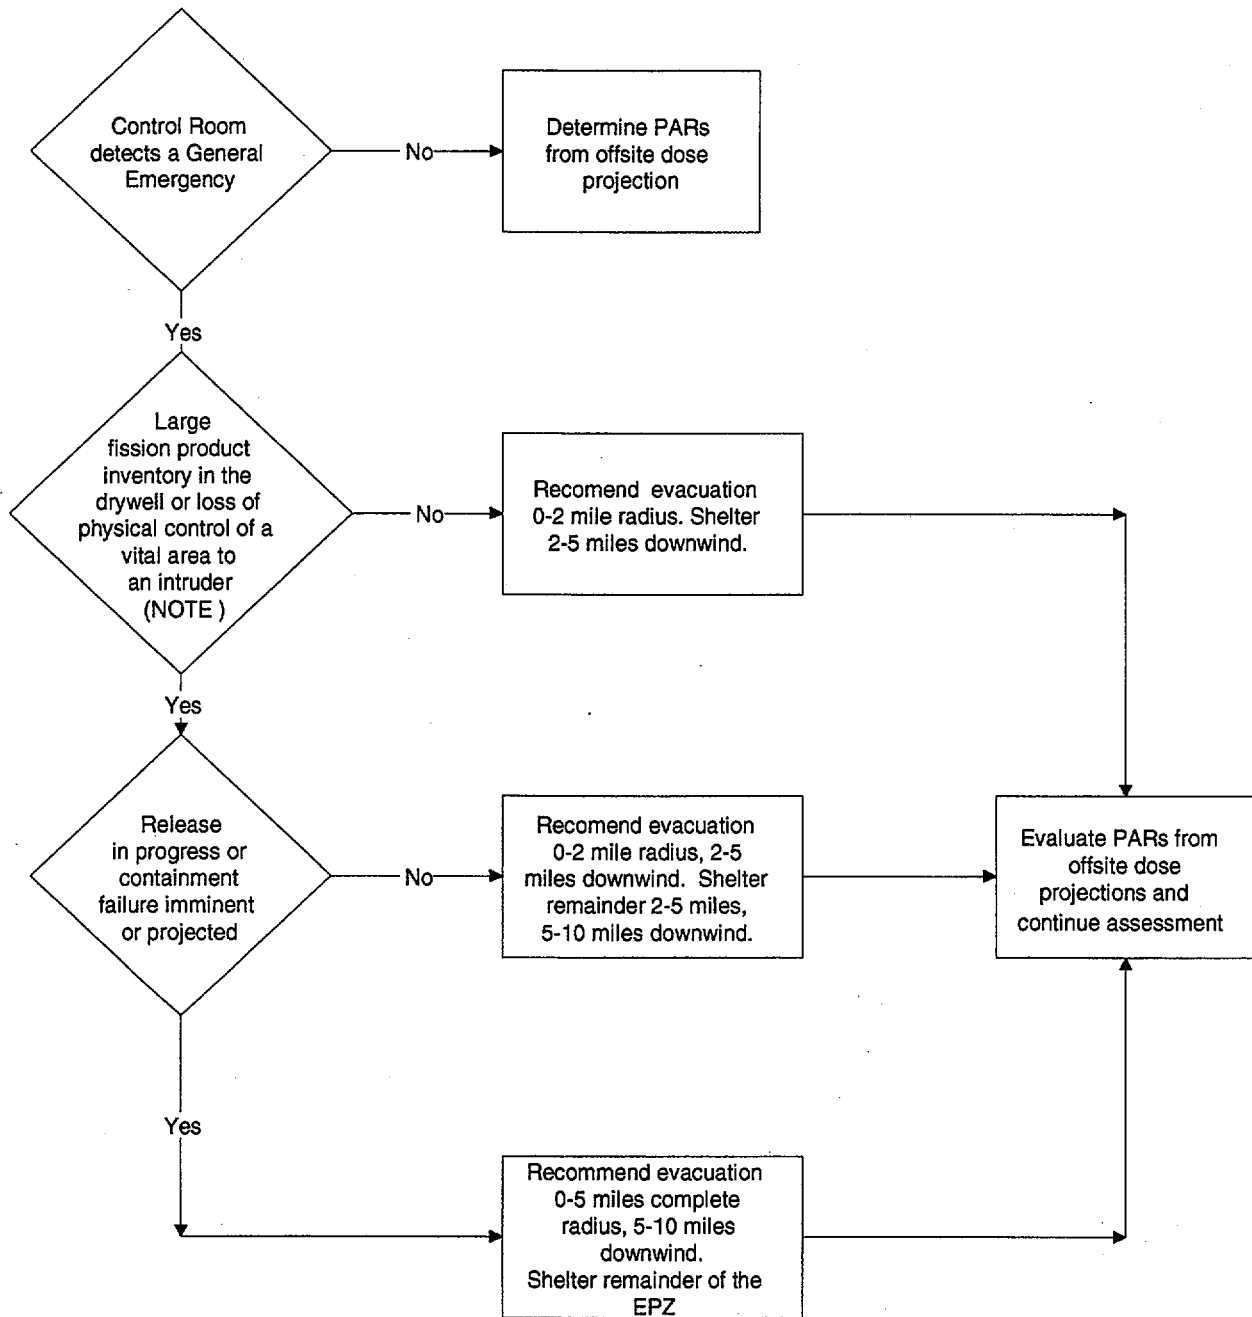 Control Room
detects a General
Emergency
No
Determine PARs
from offsite dose
projection
Yes
Large
fission product
inventory in the
drywell or loss of
physical control of a
vital area to
an intruder
(NOTE )
No
Recomend evacuation
0-2 mile radius. Shelter
2-5 miles downwind.
Yes
Release
in progress or
containment
failure imminent
or projected
No
Recomend evacuation
0-2 mile radius, 2-5
miles downwind. Shelter
remainder 2-5 miles,
5-10 miles downwind.
Evaluate PARs from
offsite dose
projections and
continue assessment
Yes
Recommend evacuation
0-5 miles complete
radius, 5-10 miles
downwind.
Shelter remainder of the
EPZ